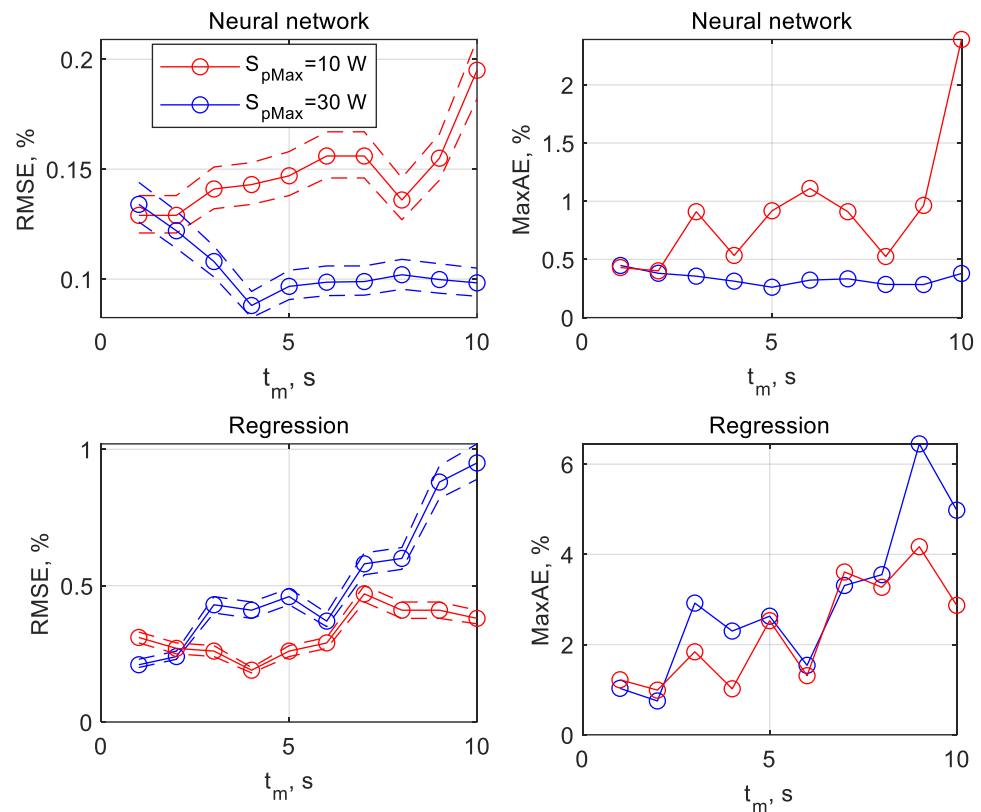 Neural network
RMSE, %
0.2
0.15
0.1
0 5 10
t_m, s
S_pMax=10 W
S_pMax=30 W
Neural network
MaxAE, %
2
1.5
1
0.5
0
0 5 10
t_m, s
Regression
RMSE, %
1
0.5
0
0 5 10
t_m, s
Regression
MaxAE, %
6
4
2
0
0 5 10
t_m, s